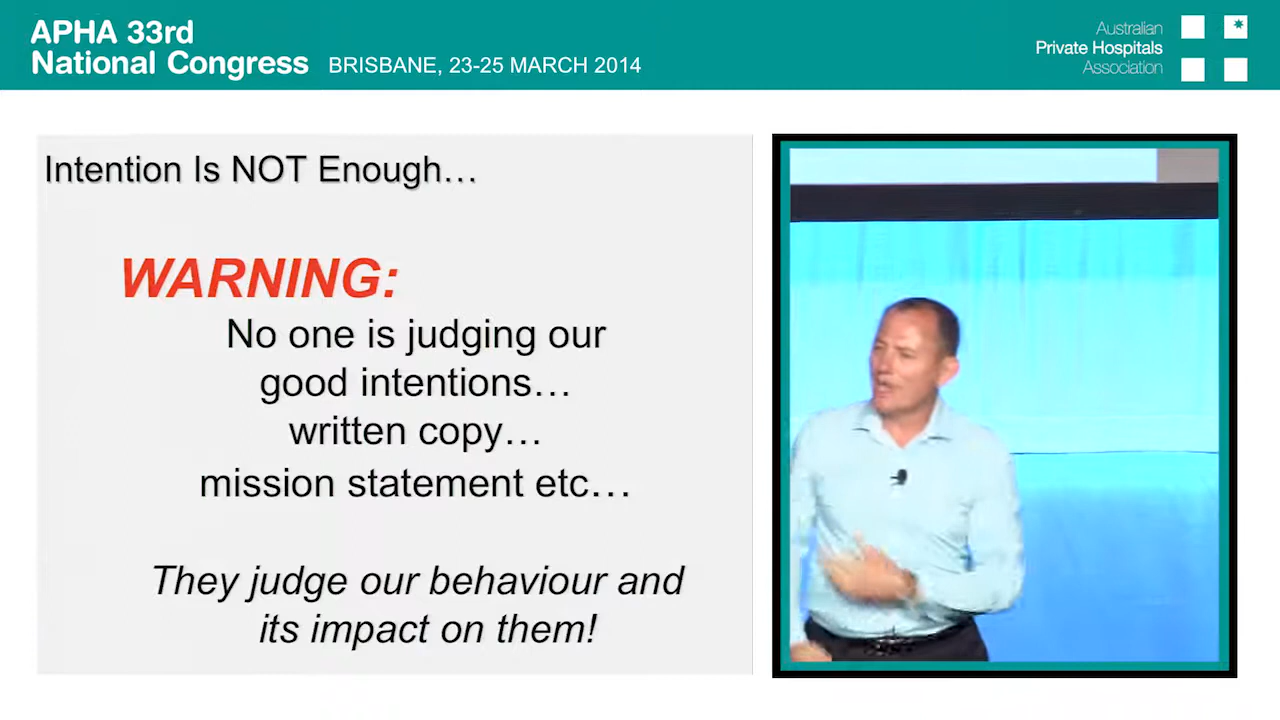 APHA 33rd
National Congress BRISBANE, 23-25 MARCH 2014
Australian
Private Hospitals
Association
Intention Is NOT Enough…
WARNING:
No one is judging our
good intentions…
written copy…
mission statement etc…
They judge our behaviour and
its impact on them!